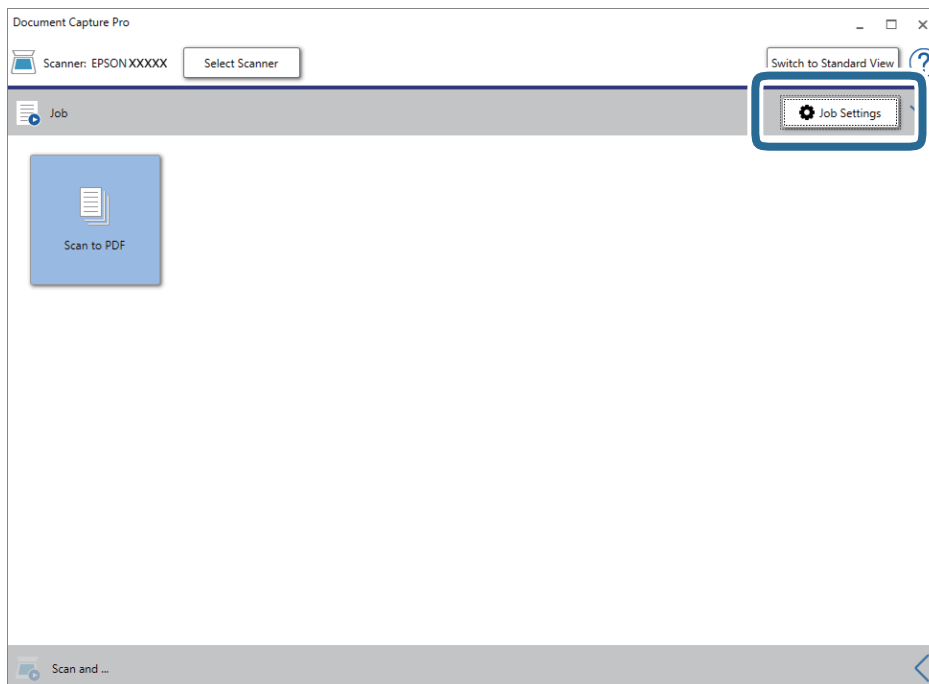 Document Capture Pro
Scanner: EPSON XXXXX
Select Scanner
Switch to Standard View
?
Job
Job Settings
Scan to PDF
Scan and ...